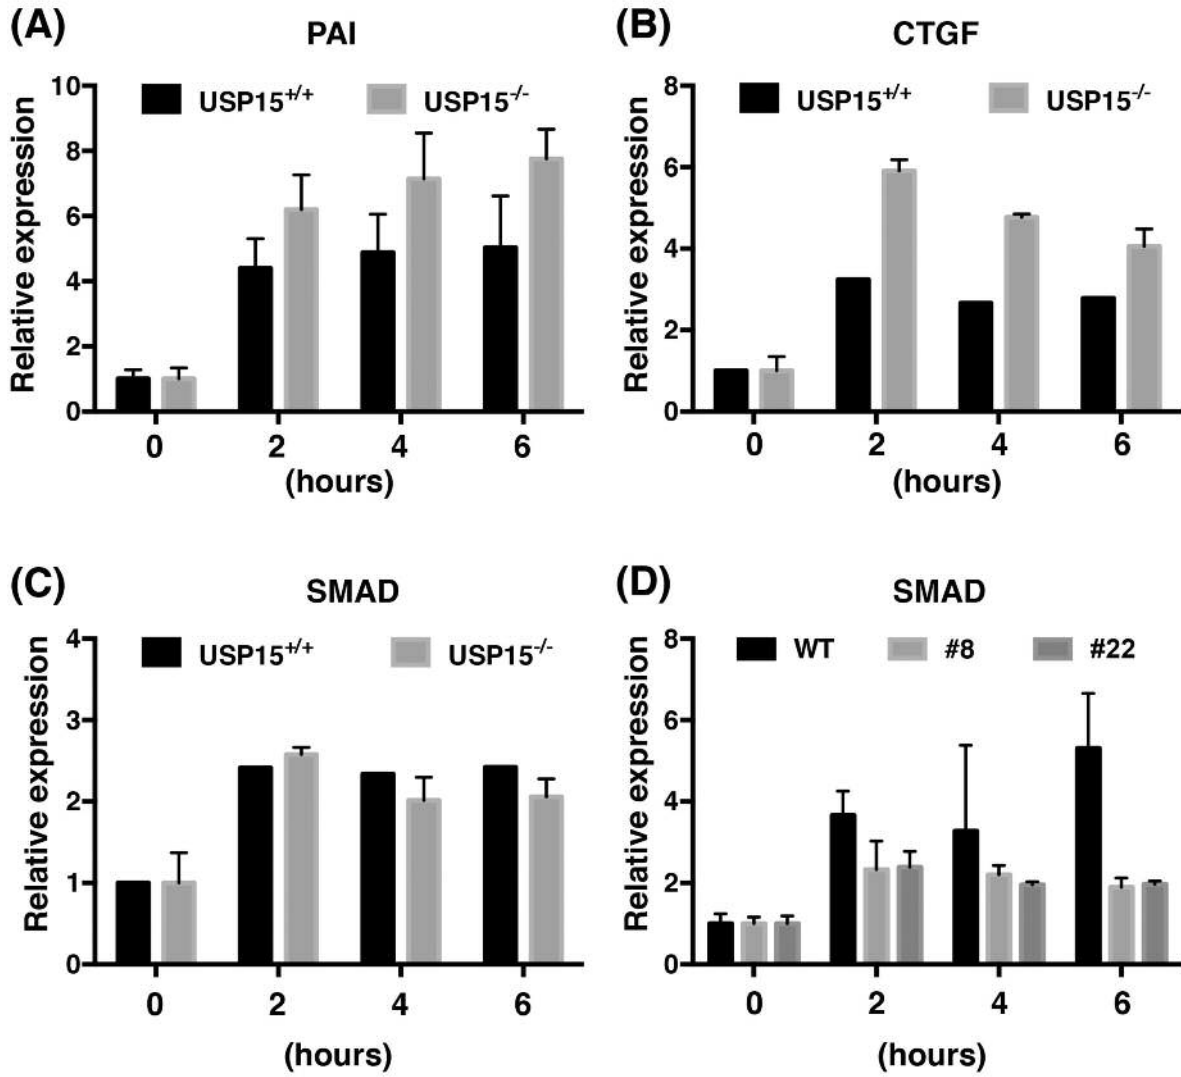 (A)
PAI
USP15+/+ USP15-/-
Relative expression
10
8
6
4
2
0
0 2 4 6
(hours)
(B)
CTGF
USP15+/+ USP15-/-
Relative expression
8
6
4
2
0
0 2 4 6
(hours)
(C)
SMAD
USP15+/+ USP15-/-
Relative expression
4
3
2
1
0
0 2 4 6
(hours)
(D)
SMAD
WT #8 #22
Relative expression
8
6
4
2
0
0 2 4 6
(hours)